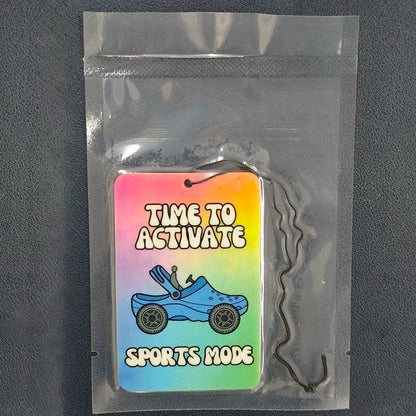 TIME TO
ACTIVATE
SPORTS MODE